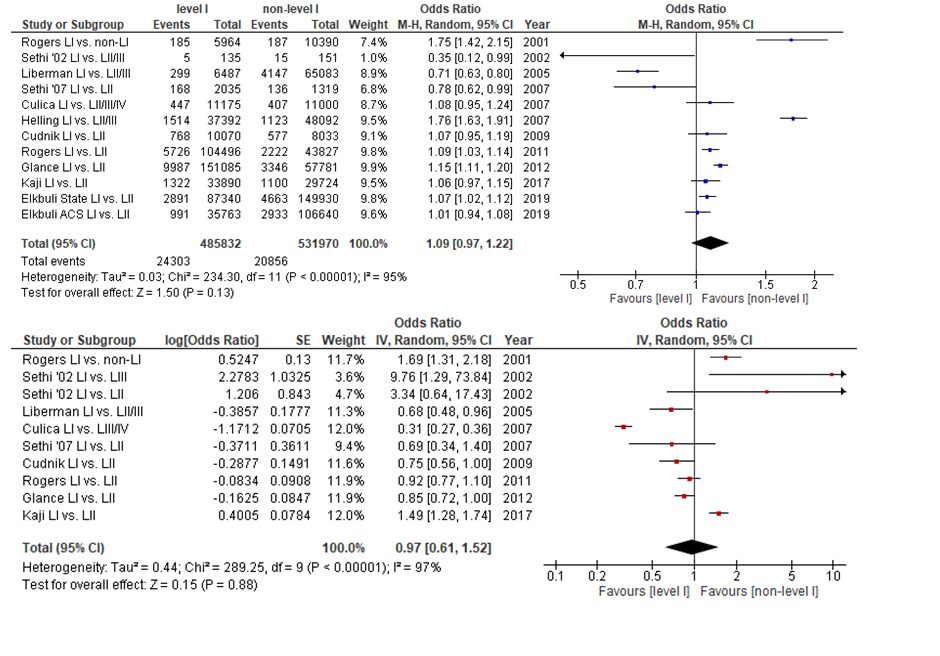 level I non-level I Odds Ratio Odds Ratio
Study or Subgroup Events Total Events Total Weight M-H, Random, 95% CI Year M-H, Random, 95% CI
Rogers LI vs. non-LI 185 5964 187 10390 7.4% 1.75 [1.42, 2.15] 2001
Sethi '02 LI vs. LII/III 5 135 15 151 1.1% 0.35 [0.12, 0.99] 2002
Liberman LI vs. LII/III 299 6487 4147 65083 8.9% 0.71 [0.63, 0.80] 2005
Sethi '07 LI vs. LII 168 2035 136 1319 6.8% 0.78 [0.62, 0.99] 2007
Culica LI vs. LII/III/IV 447 11175 407 11000 8.6% 1.08 [0.95, 1.24] 2007
Helling LI vs. LII/III 1514 37392 1123 48092 9.6% 1.76 [1.63, 1.91] 2007
Cudnik LI vs. LII 768 10070 577 8033 9.1% 1.07 [0.95, 1.19] 2009
Rogers LI vs. LII 5726 104496 2222 43827 9.8% 1.09 [1.03, 1.14] 2011
Glance LI vs. LII 9987 151085 3346 57781 9.9% 1.15 [1.11, 1.20] 2012
Kaji LI vs. LII 1322 33890 1100 29724 9.5% 1.06 [0.97, 1.15] 2017
Elkbuli State LI vs. LII 2891 87340 4663 149930 9.8% 1.07 [1.02, 1.12] 2019
Elkbuli ACS LI vs. LII 991 35763 2933 106640 9.6% 1.01 [0.94, 1.08] 2019
Total (95% CI) 485832 531970 100.0% 1.09 [0.97, 1.22]
Total events 24303 20856
Heterogeneity: Tau² = 0.03; Chi² = 234.30, df = 11 (P < 0.00001); I² = 95%
Test for overall effect: Z = 1.50 (P = 0.13)
0.5 0.7 1 1.5 2
Favours [level I] Favours [non-level I]
Odds Ratio Odds Ratio
Study or Subgroup log[Odds Ratio] SE Weight IV, Random, 95% CI Year IV, Random, 95% CI
Rogers LI vs. non-LI 0.5247 0.13 11.7% 1.69 [1.31, 2.18] 2001
Sethi '02 LI vs. LIII 2.2783 1.0325 3.6% 9.76 [1.29, 73.84] 2002
Sethi '02 LI vs. LII 1.206 0.843 4.7% 3.34 [0.64, 17.43] 2002
Liberman LI vs. LII/III -0.3857 0.1777 11.3% 0.68 [0.48, 0.96] 2005
Culica LI vs. LIII/IV -1.1712 0.0705 12.0% 0.31 [0.27, 0.36] 2007
Sethi '07 LI vs. LII -0.3711 0.3611 9.4% 0.69 [0.34, 1.40] 2007
Cudnik LI vs. LII -0.2877 0.1491 11.6% 0.75 [0.56, 1.00] 2009
Rogers LI vs. LII -0.0834 0.0908 11.9% 0.92 [0.77, 1.10] 2011
Glance LI vs. LII -0.1625 0.0847 11.9% 0.85 [0.72, 1.00] 2012
Kaji LI vs. LII 0.4005 0.0784 12.0% 1.49 [1.28, 1.74] 2017
Total (95% CI) 100.0% 0.97 [0.61, 1.52]
Heterogeneity: Tau² = 0.44; Chi² = 289.25, df = 9 (P < 0.00001); I² = 97%
Test for overall effect: Z = 0.15 (P = 0.88)
0.1 0.2 0.5 1 2 5 10
Favours [level I] Favours [non-level I]